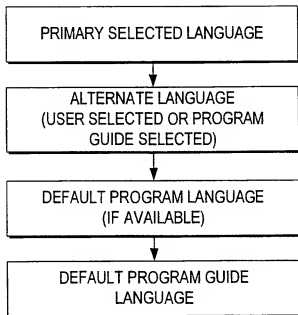 PRIMARY SELECTED LANGUAGE
ALTERNATE LANGUAGE
(USER SELECTED OR PROGRAM
GUIDE SELECTED)
DEFAULT PROGRAM LANGUAGE
(IF AVAILABLE)
DEFAULT PROGRAM GUIDE
LANGUAGE